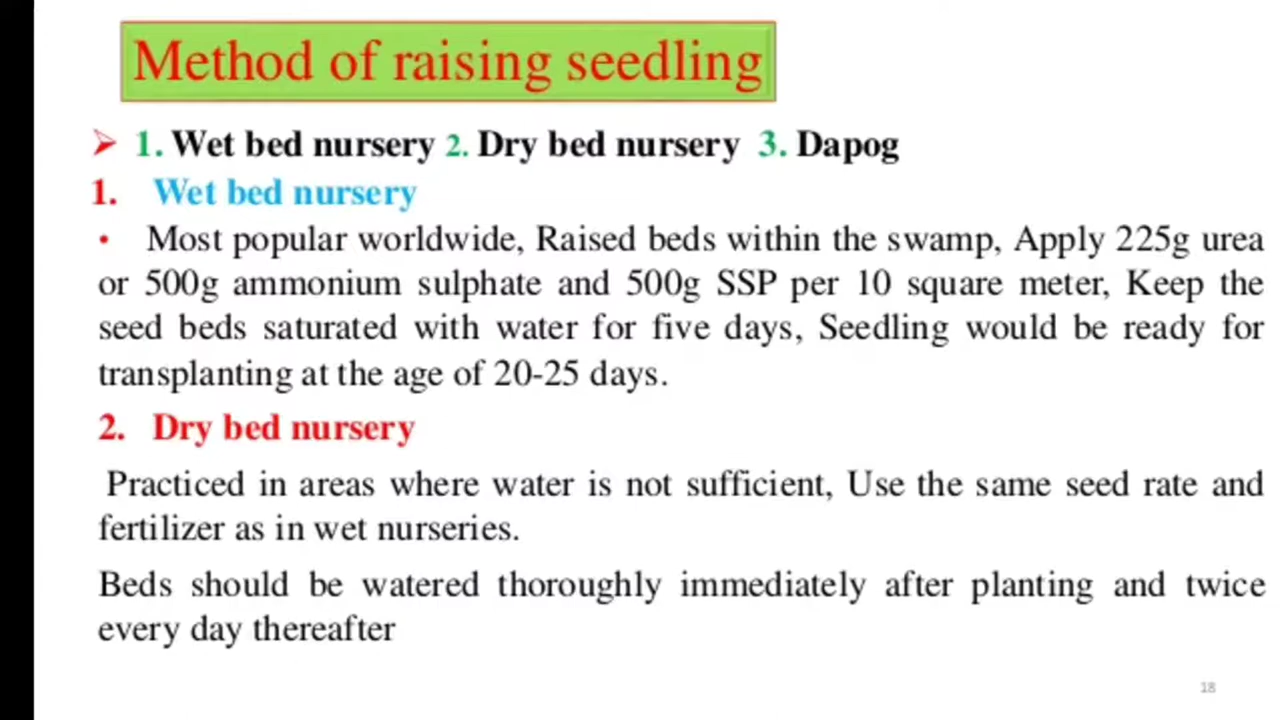 Method of raising seedling
➢ 1. Wet bed nursery 2. Dry bed nursery 3. Dapog
1. Wet bed nursery
• Most popular worldwide, Raised beds within the swamp, Apply 225g urea
or 500g ammonium sulphate and 500g SSP per 10 square meter, Keep the
seed beds saturated with water for five days, Seedling would be ready for
transplanting at the age of 20-25 days.
2. Dry bed nursery
Practiced in areas where water is not sufficient, Use the same seed rate and
fertilizer as in wet nurseries.
Beds should be watered thoroughly immediately after planting and twice
every day thereafter
18